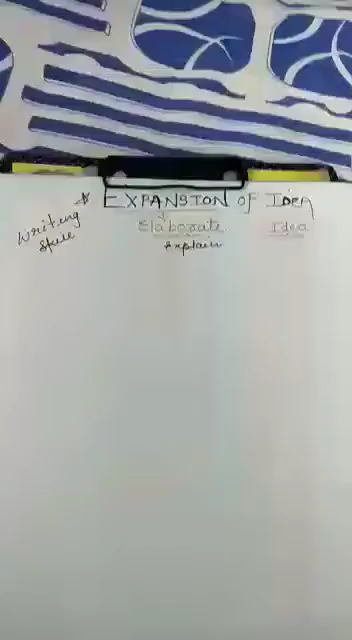 * EXPANSION OF IDEA
Writing Skill
Elaborate Idea
Explain